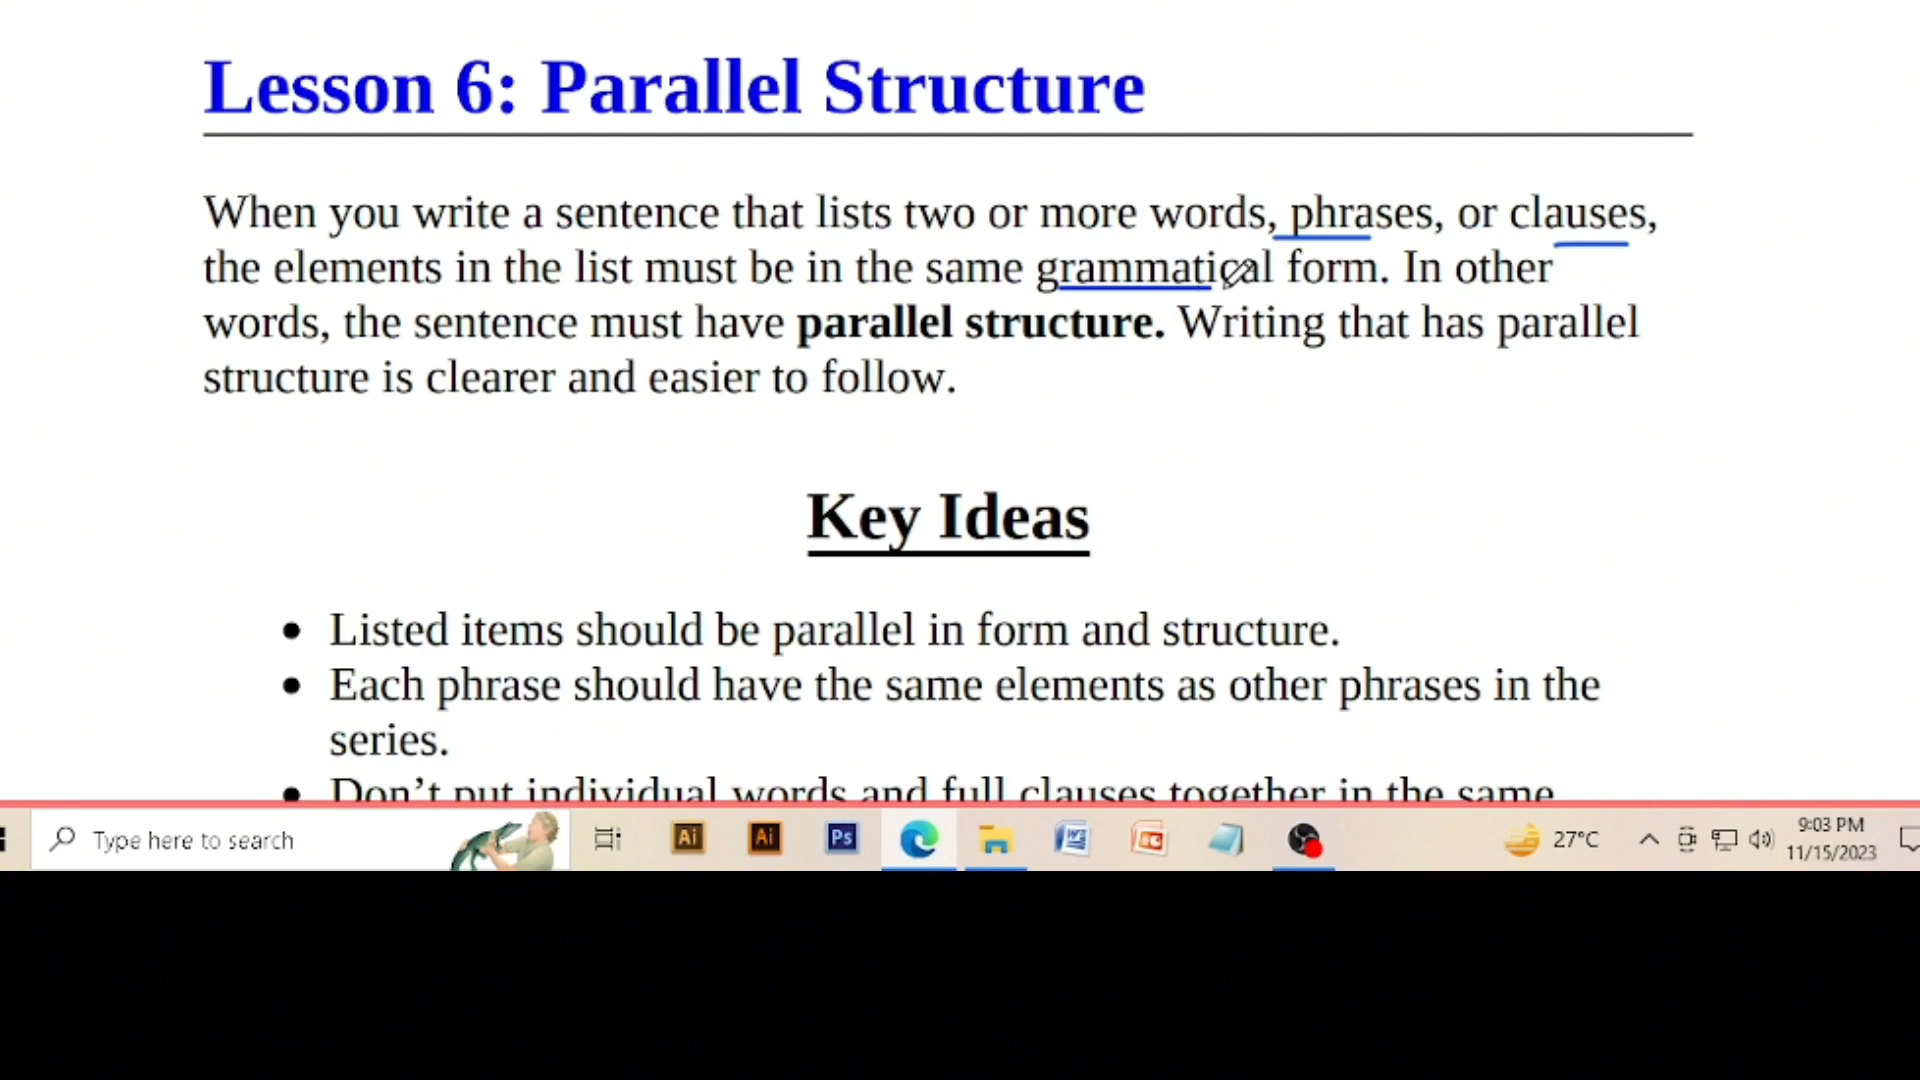 Lesson 6: Parallel Structure
When you write a sentence that lists two or more words, phrases, or clauses,
the elements in the list must be in the same grammatical form. In other
words, the sentence must have parallel structure. Writing that has parallel
structure is clearer and easier to follow.
Key Ideas
• Listed items should be parallel in form and structure.
• Each phrase should have the same elements as other phrases in the
series.
• Don’t put individual words and full clauses together in the same
Type here to search
Ai
Ai
Ps
27°C
9:03 PM
11/15/2023